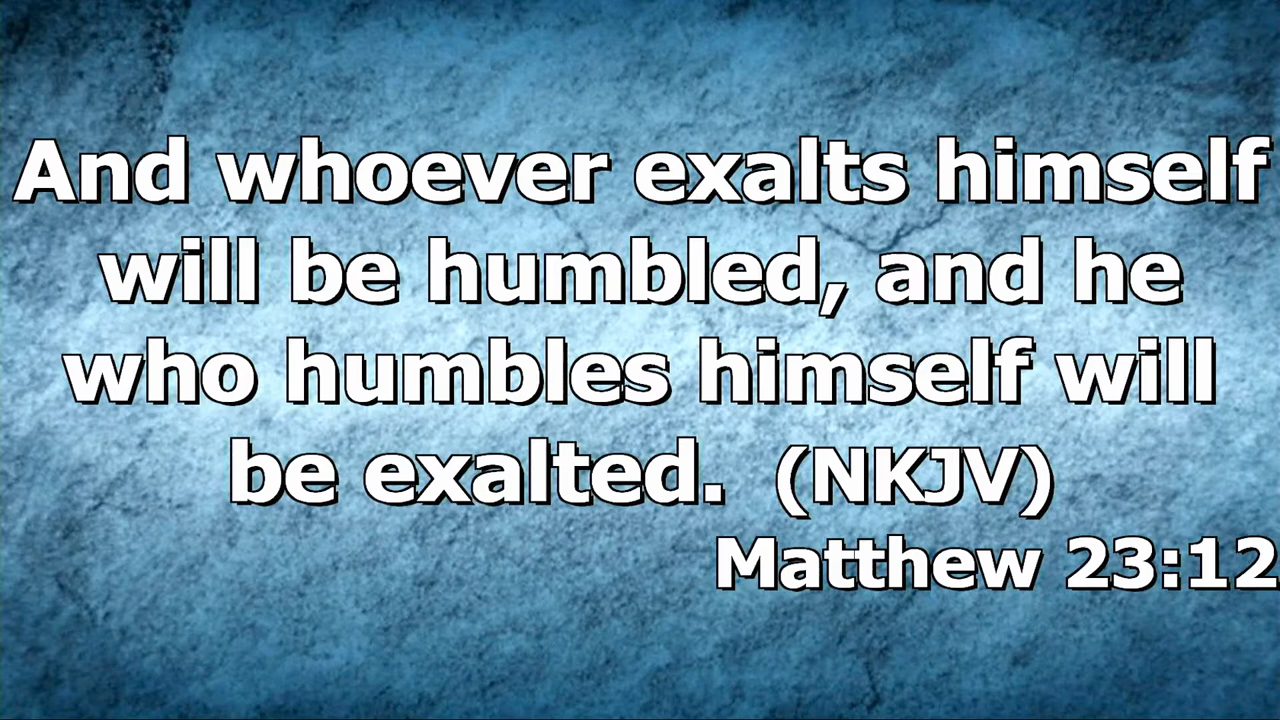 And whoever exalts himself
will be humbled, and he
who humbles himself will
be exalted. (NKJV)
Matthew 23:12